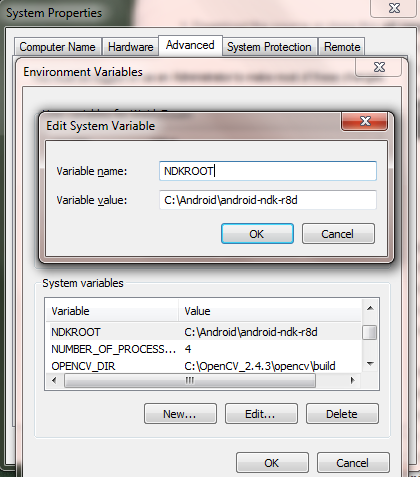 System Properties
Computer Name Hardware Advanced System Protection Remote
Environment Variables
Edit System Variable
Variable name: NDKROOT
Variable value: C:\Android\android-ndk-r8d
OK Cancel
System variables
Variable Value
NDKROOT C:\Android\android-ndk-r8d
NUMBER_OF_PROCESS... 4
OPENCV_DIR C:\OpenCV_2.4.3\opencv\build
New... Edit... Delete
OK Cancel